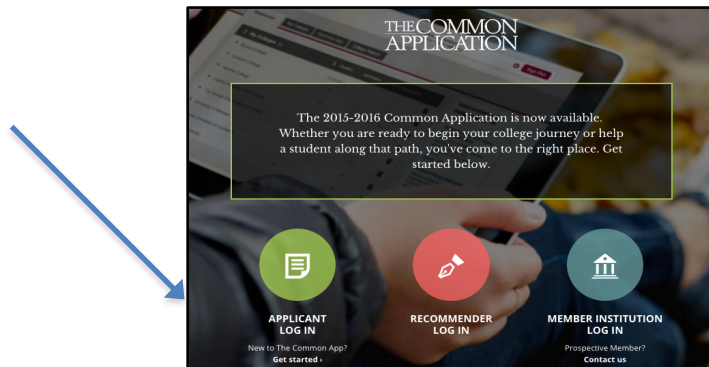 THE COMMON
APPLICATION
Sign Out
The 2015-2016 Common Application is now available.
Whether you are ready to begin your college journey or help
a student along that path, you've come to the right place. Get
started below.
APPLICANT
LOG IN
RECOMMENDER
LOG IN
MEMBER INSTITUTION
LOG IN
New to The Common App?
Get started ›
Prospective Member?
Contact us